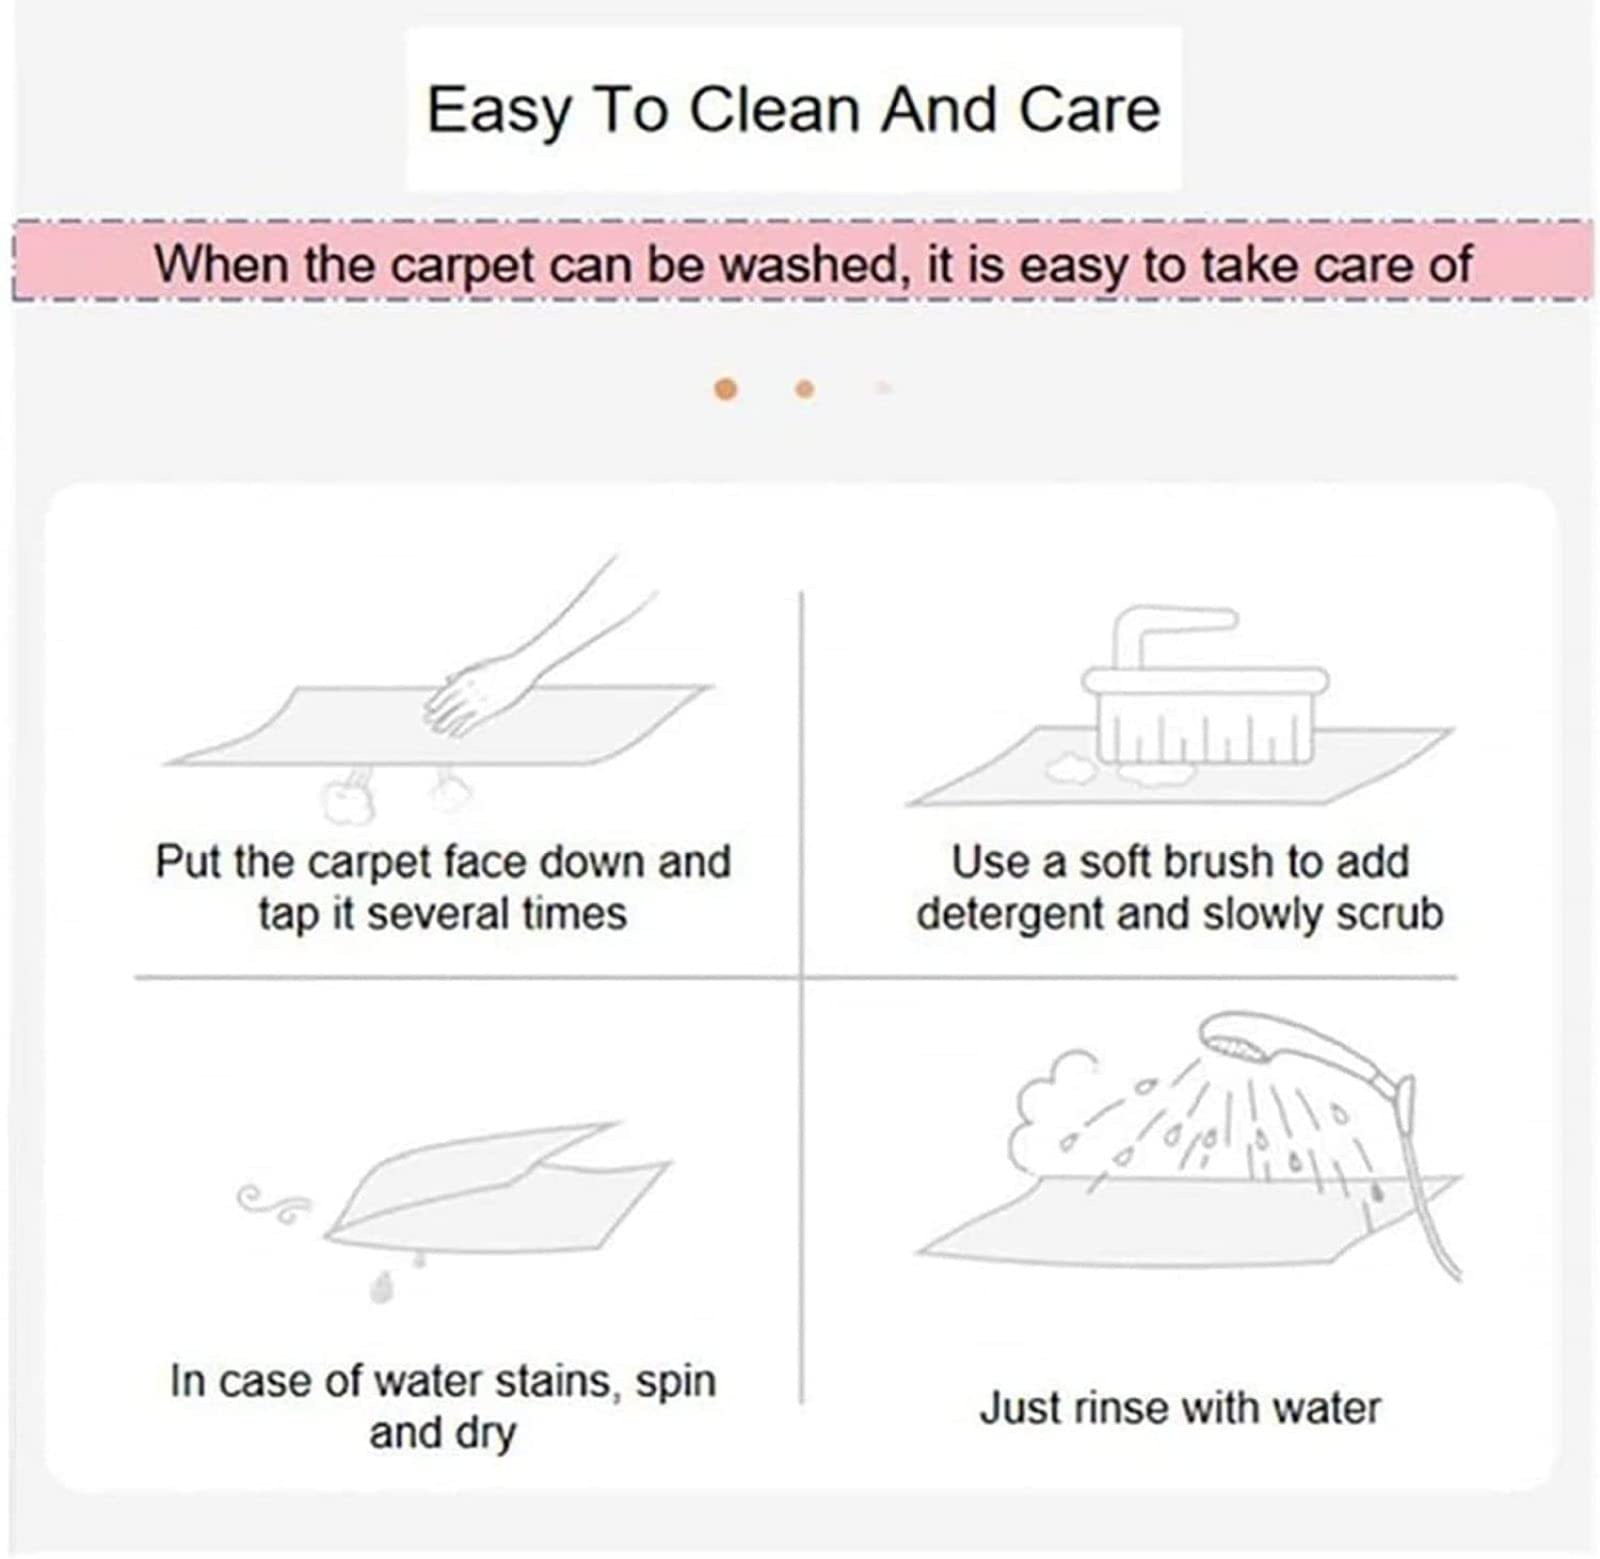 Easy To Clean And Care
When the carpet can be washed, it is easy to take care of
Put the carpet face down and
tap it several times
Use a soft brush to add
detergent and slowly scrub
In case of water stains, spin
and dry
Just rinse with water